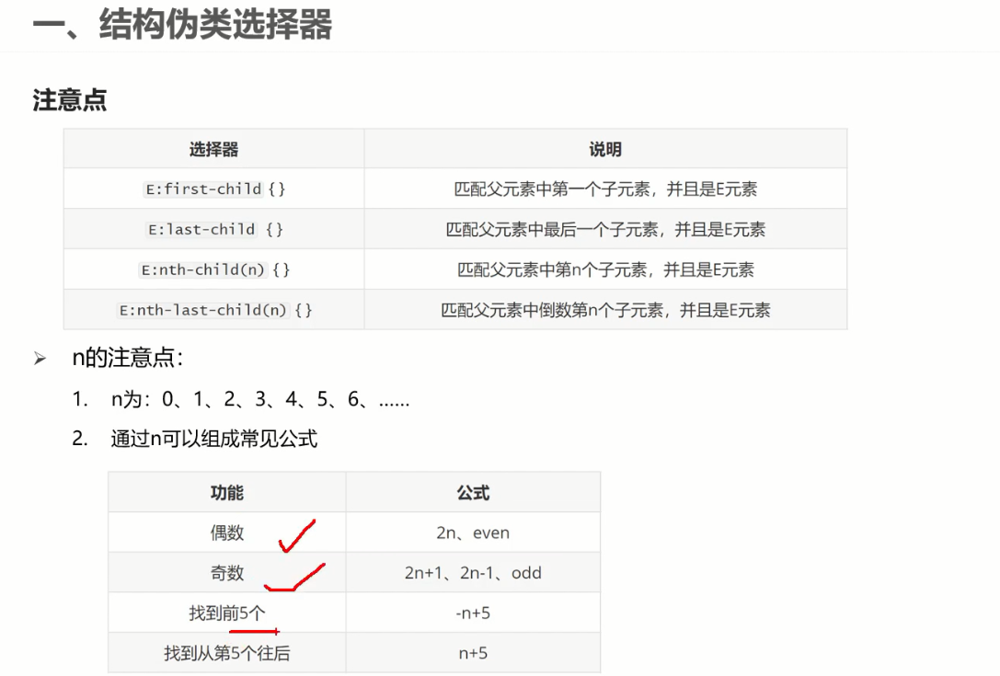 一、结构伪类选择器
注意点
选择器 说明
E:first-child {} 匹配父元素中第一个子元素，并且是E元素
E:last-child {} 匹配父元素中最后一个子元素，并且是E元素
E:nth-child(n) {} 匹配父元素中第n个子元素，并且是E元素
E:nth-last-child(n) {} 匹配父元素中倒数第n个子元素，并且是E元素
➢ n的注意点：
1. n为：0、1、2、3、4、5、6、……
2. 通过n可以组成常见公式
功能 公式
偶数 2n、even
奇数 2n+1、2n-1、odd
找到前5个 -n+5
找到从第5个往后 n+5